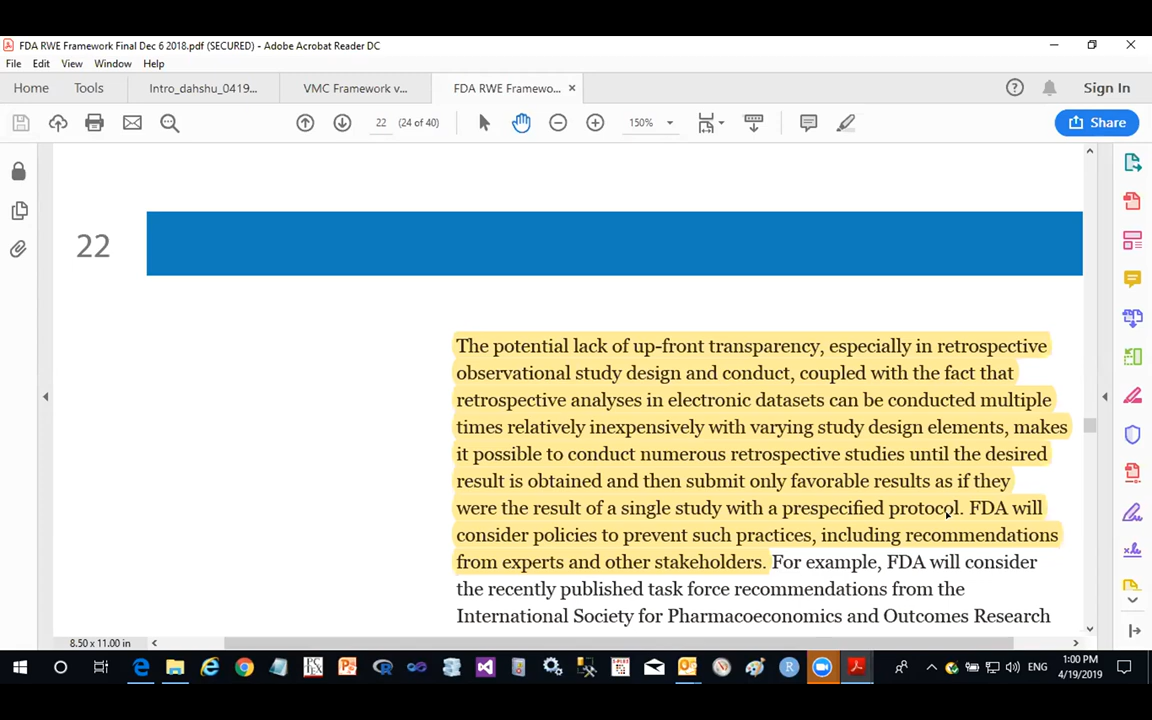 FDA RWE Framework Final Dec 6 2018.pdf (SECURED) - Adobe Acrobat Reader DC
File Edit View Window Help
Home Tools Intro_dahshu_0419... VMC Framework v... FDA RWE Framewo... × Sign In
22 (24 of 40) 150% Share
22
The potential lack of up-front transparency, especially in retrospective
observational study design and conduct, coupled with the fact that
retrospective analyses in electronic datasets can be conducted multiple
times relatively inexpensively with varying study design elements, makes
it possible to conduct numerous retrospective studies until the desired
result is obtained and then submit only favorable results as if they
were the result of a single study with a prespecified protocol. FDA will
consider policies to prevent such practices, including recommendations
from experts and other stakeholders. For example, FDA will consider
the recently published task force recommendations from the
International Society for Pharmacoeconomics and Outcomes Research
8.50 x 11.00 in
ENG
1:00 PM
4/19/2019